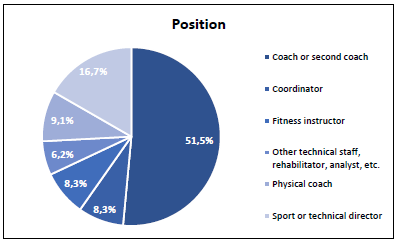 Position
16,7%
9,1%
6,2%
8,3%
8,3%
51,5%
Coach or second coach
Coordinator
Fitness instructor
Other technical staff,
rehabilitator, analyst, etc.
Physical coach
Sport or technical director